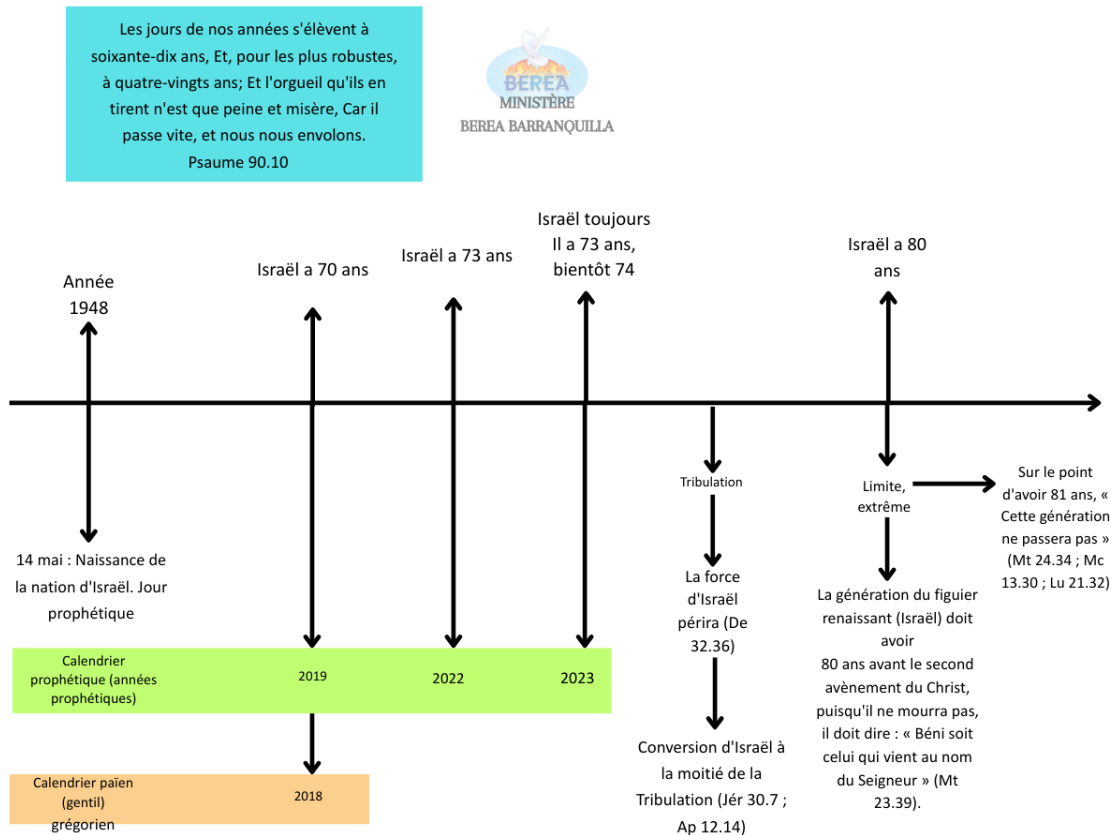 Les jours de nos années s'élèvent à
soixante-dix ans, Et, pour les plus robustes,
à quatre-vingts ans; Et l'orgueil qu'ils en
tirent n'est que peine et misère, Car il
passe vite, et nous nous envolons.
Psaume 90.10
BEREA
MINISTÈRE
BEREA BARRANQUILLA
Année
1948
Israël a 70 ans
Israël a 73 ans
Israël toujours
Il a 73 ans,
bientôt 74
Israël a 80
ans
14 mai : Naissance de
la nation d'Israël. Jour
prophétique
Tribulation
La force
d'Israël
périra (De
32.36)
Conversion d'Israël à
la moitié de la
Tribulation (Jér 30.7 ;
Ap 12.14)
Limite,
extrême
La génération du figuier
renaissant (Israël) doit
avoir
80 ans avant le second
avènement du Christ,
puisqu'il ne mourra pas,
il doit dire : « Béni soit
celui qui vient au nom
du Seigneur » (Mt
23.39).
Sur le point
d'avoir 81 ans, «
Cette génération
ne passera pas »
(Mt 24.34 ; Mc
13.30 ; Lu 21.32)
Calendrier
prophétique (années
prophétiques)
2019
2022
2023
Calendrier païen
(gentil)
grégorien
2018